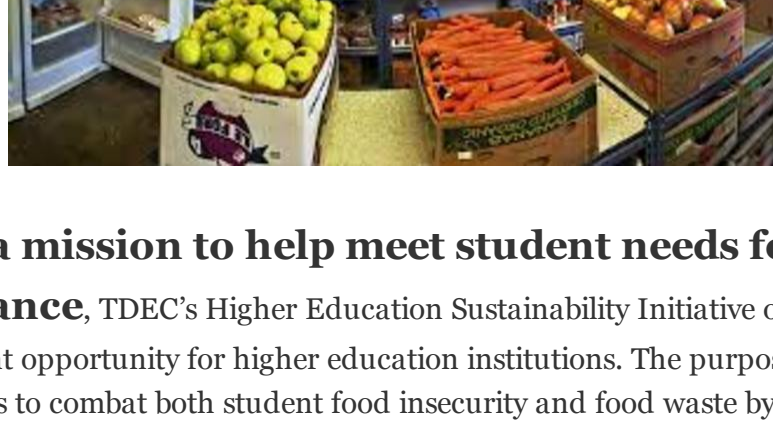 a mission to help meet student needs fo
ance, TDEC’s Higher Education Sustainability Initiative o
nt opportunity for higher education institutions. The purpos
s to combat both student food insecurity and food waste by